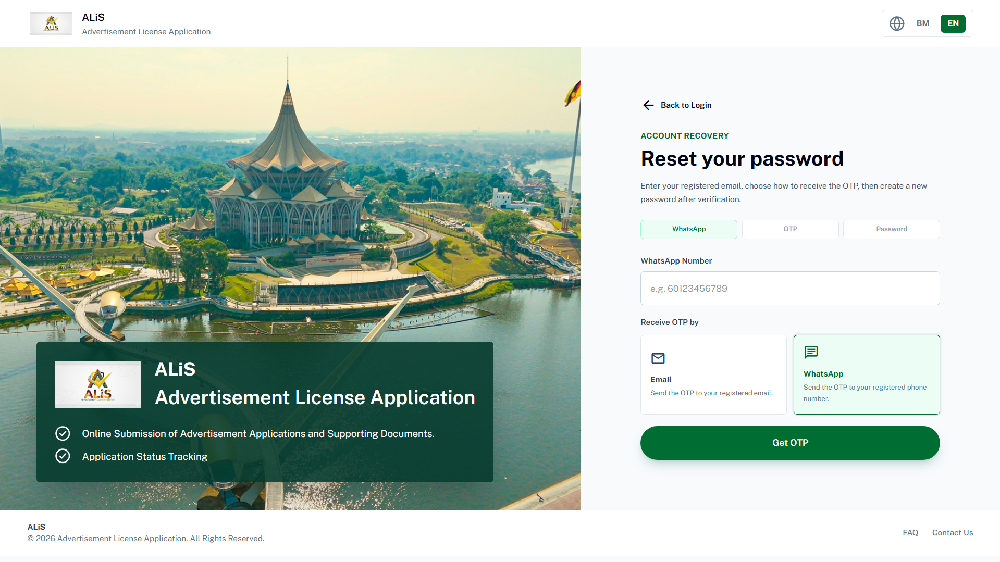 ALiS
ALiS
Advertisement License Application
BM
EN
I LOVE KUCHING
ALiS
ALiS
Advertisement License Application
Online Submission of Advertisement Applications and Supporting Documents.
Application Status Tracking
Back to Login
ACCOUNT RECOVERY
Reset your password
Enter your registered email, choose how to receive the OTP, then create a new
password after verification.
WhatsApp
OTP
Password
WhatsApp Number
e.g. 60123456789
Receive OTP by
Email
Send the OTP to your registered email.
WhatsApp
Send the OTP to your registered phone
number.
Get OTP
ALiS
© 2026 Advertisement License Application. All Rights Reserved.
FAQ
Contact Us